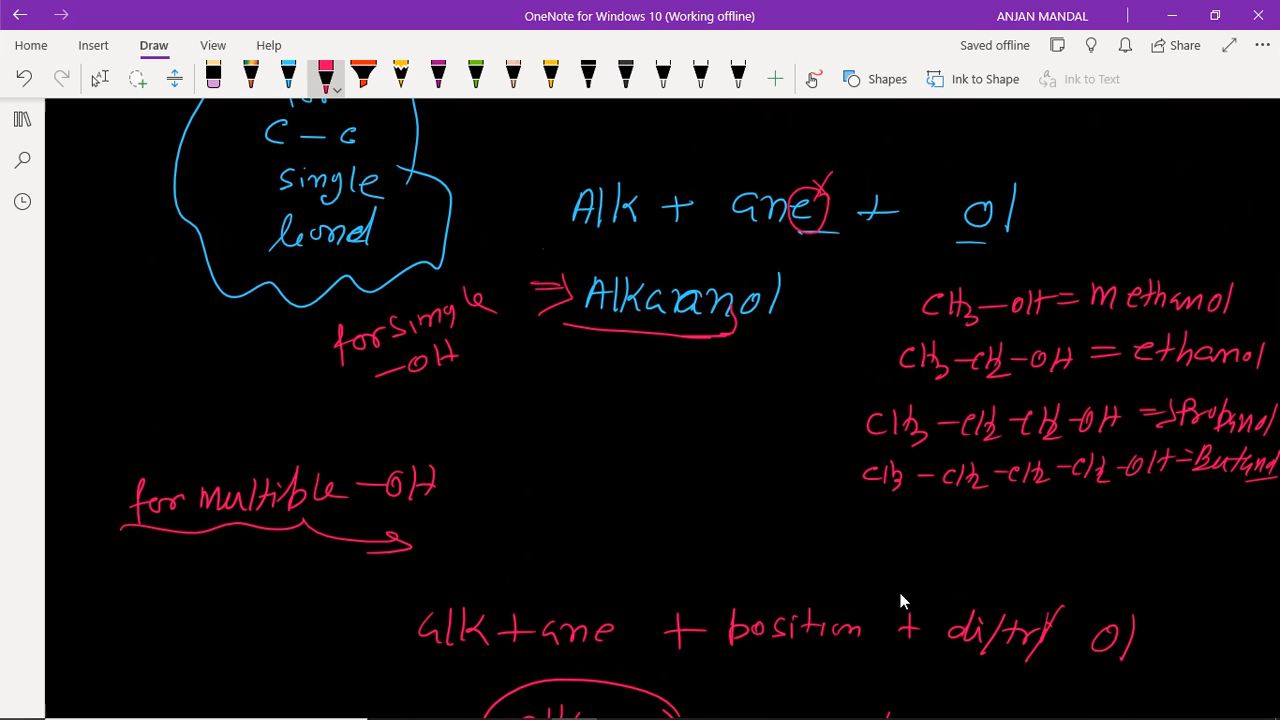 OneNote for Windows 10 (Working offline)
ANJAN MANDAL
Home Insert Draw View Help
Saved offline
Share
Shapes
Ink to Shape
Ink to Text
C — C
single
bond
Alk + ane + ol
⇒ Alkananol
for single
—OH
CH3—OH = methanol
CH3—CH2—OH = ethanol
CH3—CH2—CH2—OH = Propanol
CH3—CH2—CH2—CH2—OH = Butanol
for multiple —OH
alk+ane + position + di/tri/ ol